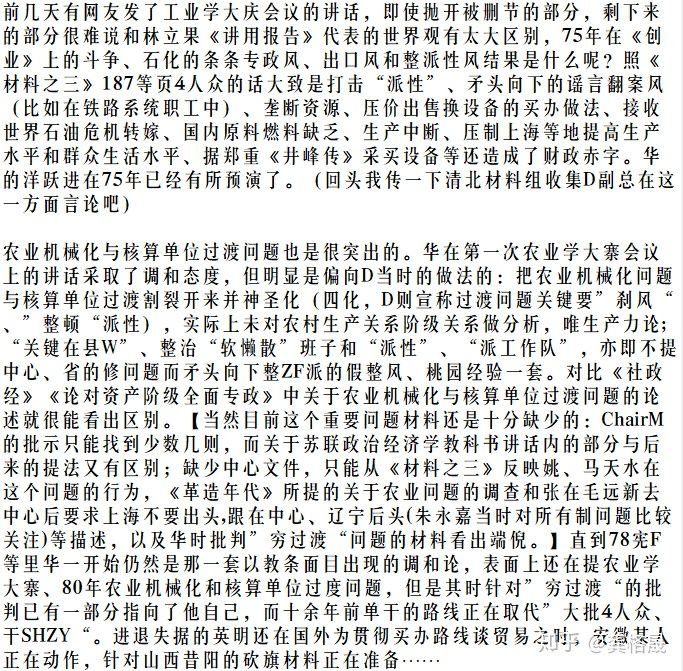 前几天有网友发了工业学大庆会议的讲话，即使抛开被删节的部分，剩下来
的部分很难说和林立果《讲用报告》代表的世界观有太大区别，75年在《创
业》上的斗争、石化的条条专政风、出口风和整派性风结果是什么呢？照《
材料之三》187等页4人众的话大致是打击“派性”、矛头向下的谣言翻案风
（比如在铁路系统职工中）、垄断资源、压价出售换设备的买办做法、接收
世界石油危机转嫁、国内原料燃料缺乏、生产中断、压制上海等地提高生产
水平和群众生活水平、据郑重《井峰传》采买设备等还造成了财政赤字。华
的洋跃进在75年已经有所预演了。（回头我传一下清北材料组收集D副总在这
一方面言论吧）
农业机械化与核算单位过渡问题也是很突出的。华在第一次农业学大寨会议
上的讲话采取了调和态度，但明显是偏向D当时的做法的：把农业机械化问题
与核算单位过渡割裂开来并神圣化（四化，D则宣称过渡问题关键要”刹风“
、”整顿“派性），实际上未对农村生产关系阶级关系做分析，唯生产力论；
“关键在县W”、整治“软懒散”班子和“派性”、“派工作队”，亦即不提
中心、省的修问题而矛头向下整ZF派的假整风、桃园经验一套。对比《社政
经》《论对资产阶级全面专政》中关于农业机械化与核算单位过渡问题的论
述就很能看出区别。【当然目前这个重要问题材料还是十分缺少的：ChairM
的批示只能找到少数几则，而关于苏联政治经济学教科书讲话内的部分与后
来的提法又有区别；缺少中心文件，只能从《材料之三》反映姚、马天水在
这个问题的行为，《革造年代》所提的关于农业问题的调查和张在毛远新去
中心后要求上海不要出头,跟在中心、辽宁后头(朱永嘉当时对所有制问题比较
关注)等描述，以及华时批判”穷过渡“问题的材料看出端倪。】直到78宪F
等里华一开始仍然是那一套以教条面目出现的调和论，表面上还在提农业学
大寨、80年农业机械化和核算单位过度问题，但是其时针对”穷过渡“的批
判已有一部分指向了他自己，而十余年前单干的路线正在取代”大批4人众、
干SHZY“。进退失据的英明还在国外为贯彻买办路线谈贸易之时，安徽某人
正在动作，针对山西昔阳的砍旗材料正在准备……
知乎 @龚格晟